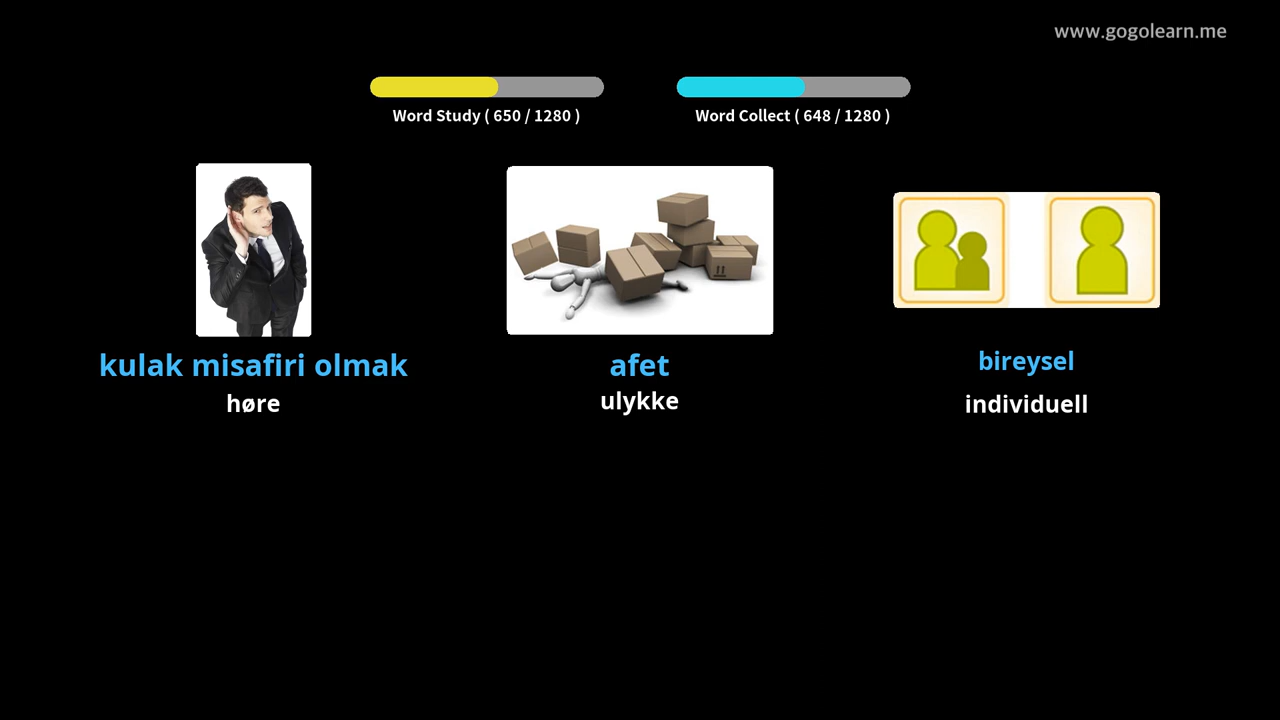 www.gogolearn.me
Word Study ( 650 / 1280 )
Word Collect ( 648 / 1280 )
kulak misafiri olmak
høre
afet
ulykke
bireysel
individuell